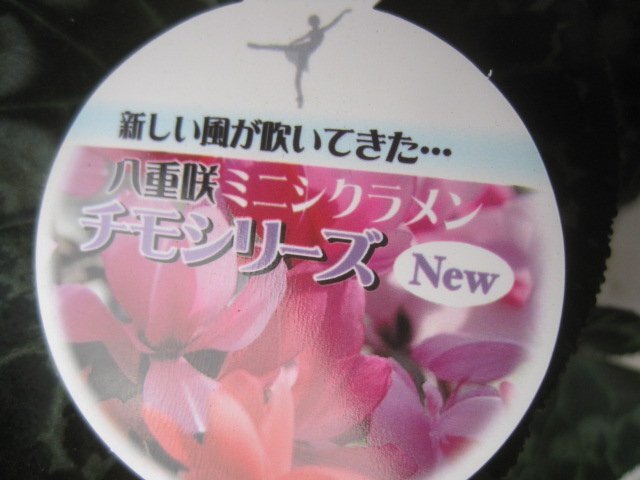 新しい風が吹いてきた…
八重咲ミニシクラメン
チモシリーズ
New